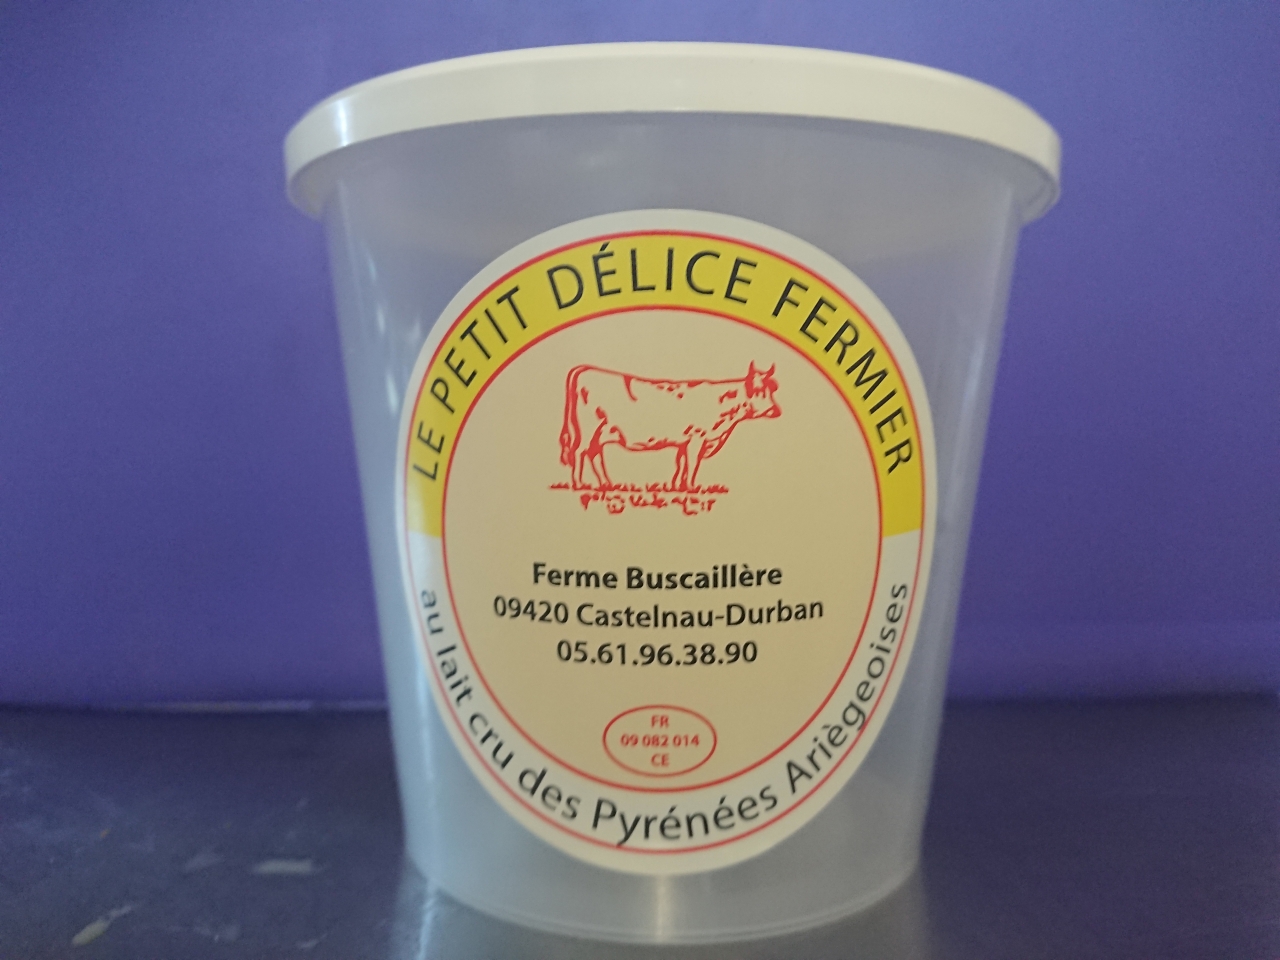 LE PETIT DÉLICE FERMIER
Ferme Buscaillère
09420 Castelnau-Durban
05.61.96.38.90
FR
09 082 014
CE
au lait cru des Pyrénées Ariègeoises